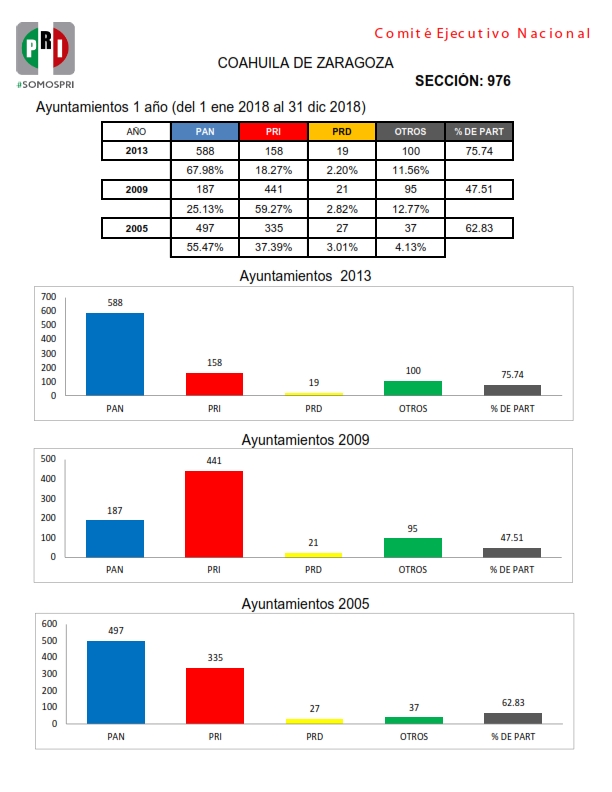 PRI
#SOMOSPRI
Comité Ejecutivo Nacional
COAHUILA DE ZARAGOZA
SECCIÓN: 976
Ayuntamientos 1 año (del 1 ene 2018 al 31 dic 2018)
AÑO PAN PRI PRD OTROS % DE PART
2013 588 158 19 100 75.74
67.98% 18.27% 2.20% 11.56%
2009 187 441 21 95 47.51
25.13% 59.27% 2.82% 12.77%
2005 497 335 27 37 62.83
55.47% 37.39% 3.01% 4.13%
Ayuntamientos 2013
700
600
500
400
300
200
100
0
588 158 19 100 75.74
PAN PRI PRD OTROS % DE PART
Ayuntamientos 2009
500
400
300
200
100
0
187 441 21 95 47.51
PAN PRI PRD OTROS % DE PART
Ayuntamientos 2005
600
500
400
300
200
100
0
497 335 27 37 62.83
PAN PRI PRD OTROS % DE PART